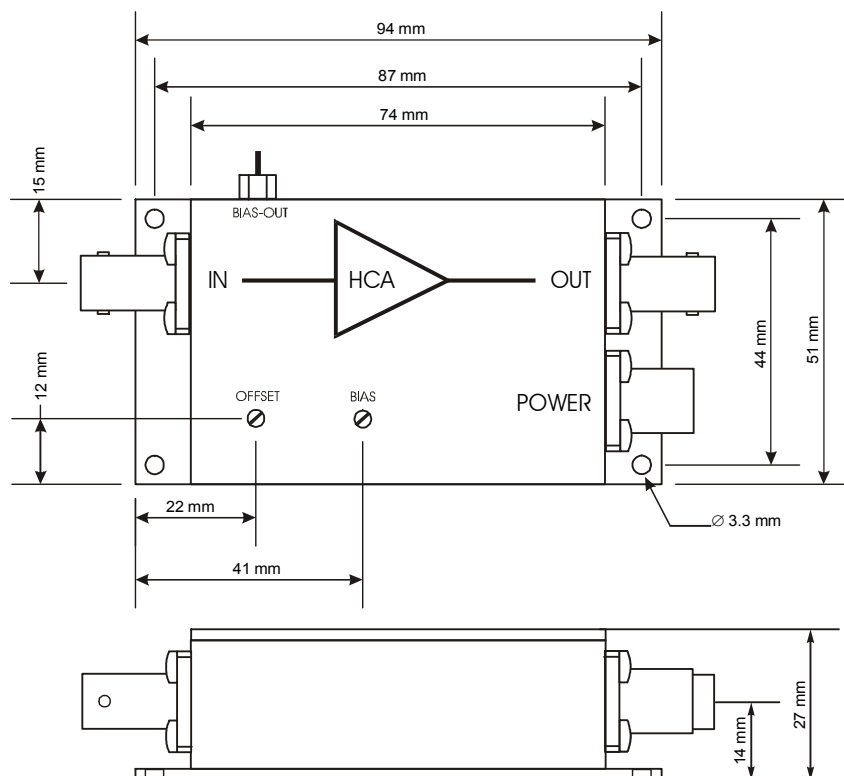 94 mm
87 mm
74 mm
15 mm
BIAS-OUT
IN
HCA
OUT
12 mm
44 mm
51 mm
OFFSET
BIAS
POWER
22 mm
∅ 3.3 mm
41 mm
14 mm
27 mm